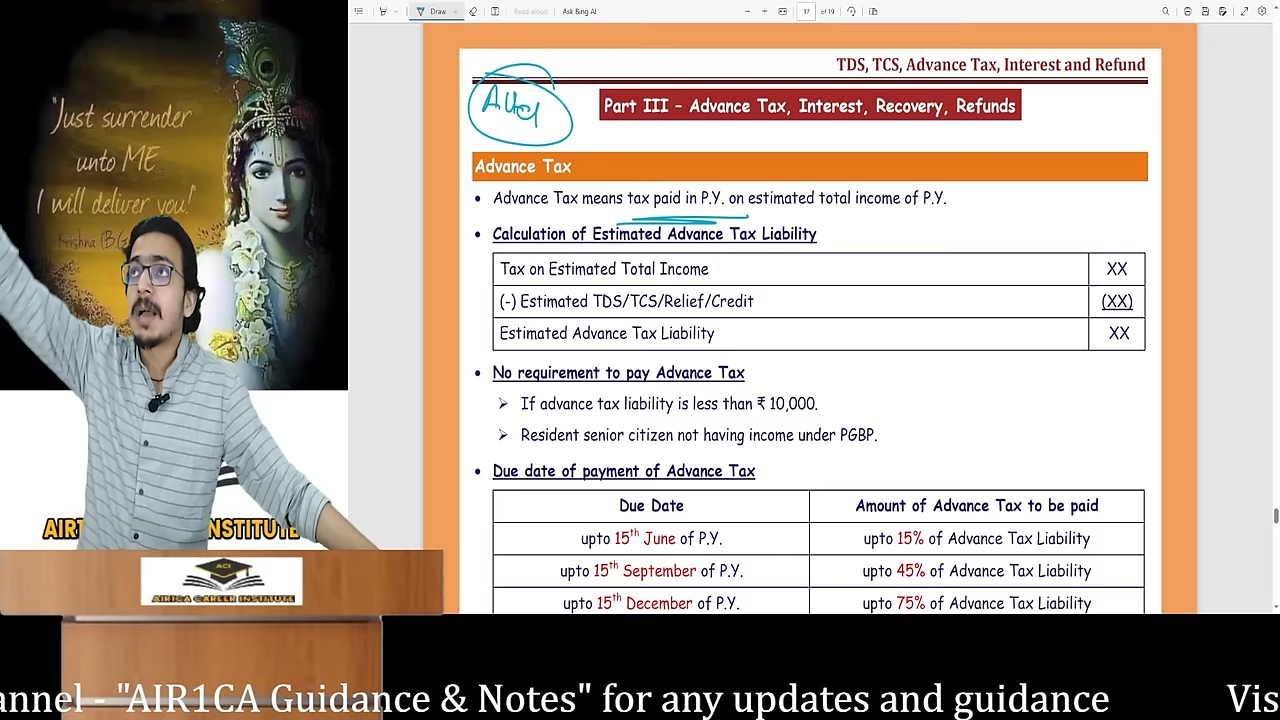 "Just surrender
unto ME
I will deliver you!"
Draw
Read aloud
Ask Bing AI
17
of 19
TDS, TCS, Advance Tax, Interest and Refund
Part III – Advance Tax, Interest, Recovery, Refunds
Advance Tax
• Advance Tax means tax paid in P.Y. on estimated total income of P.Y.
• Calculation of Estimated Advance Tax Liability
Tax on Estimated Total Income XX
(-) Estimated TDS/TCS/Relief/Credit (XX)
Estimated Advance Tax Liability XX
• No requirement to pay Advance Tax
➢ If advance tax liability is less than ₹ 10,000.
➢ Resident senior citizen not having income under PGBP.
• Due date of payment of Advance Tax
Due Date Amount of Advance Tax to be paid
upto 15th June of P.Y. upto 15% of Advance Tax Liability
upto 15th September of P.Y. upto 45% of Advance Tax Liability
upto 15th December of P.Y. upto 75% of Advance Tax Liability
ACI
AIR1CA CAREER INSTITUTE
annel - "AIR1CA Guidance & Notes" for any updates and guidance Vis